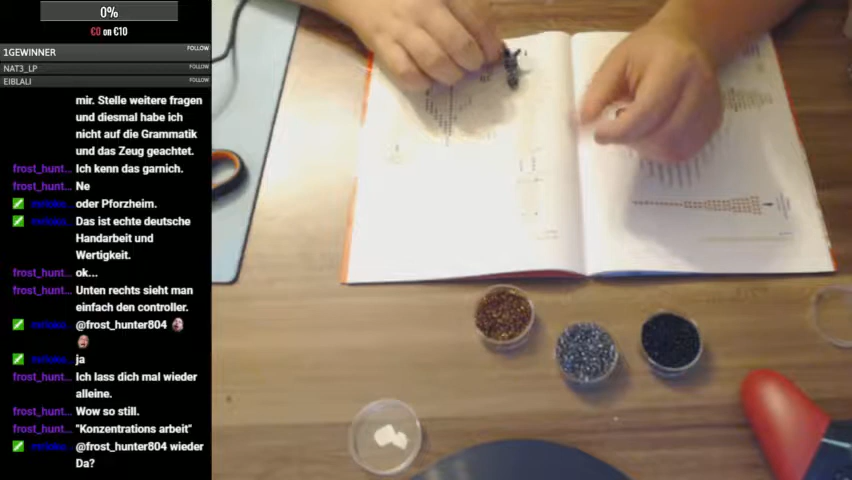 0%
€0 on €10
1GEWINNER FOLLOW
NAT3_LP FOLLOW
EIBLALI FOLLOW
mir. Stelle weitere fragen
und diesmal habe ich
nicht auf die Grammatik
und das Zeug geachtet.
frost_hunt... Ich kenn das garnich.
frost_hunt... Ne
oder Pforzheim.
Das ist echte deutsche
Handarbeit und
Wertigkeit.
frost_hunt... ok...
frost_hunt... Unten rechts sieht man
einfach den controller.
@frost_hunter804
ja
frost_hunt... Ich lass dich mal wieder
alleine.
frost_hunt... Wow so still.
frost_hunt... "Konzentrations arbeit"
@frost_hunter804 wieder
Da?